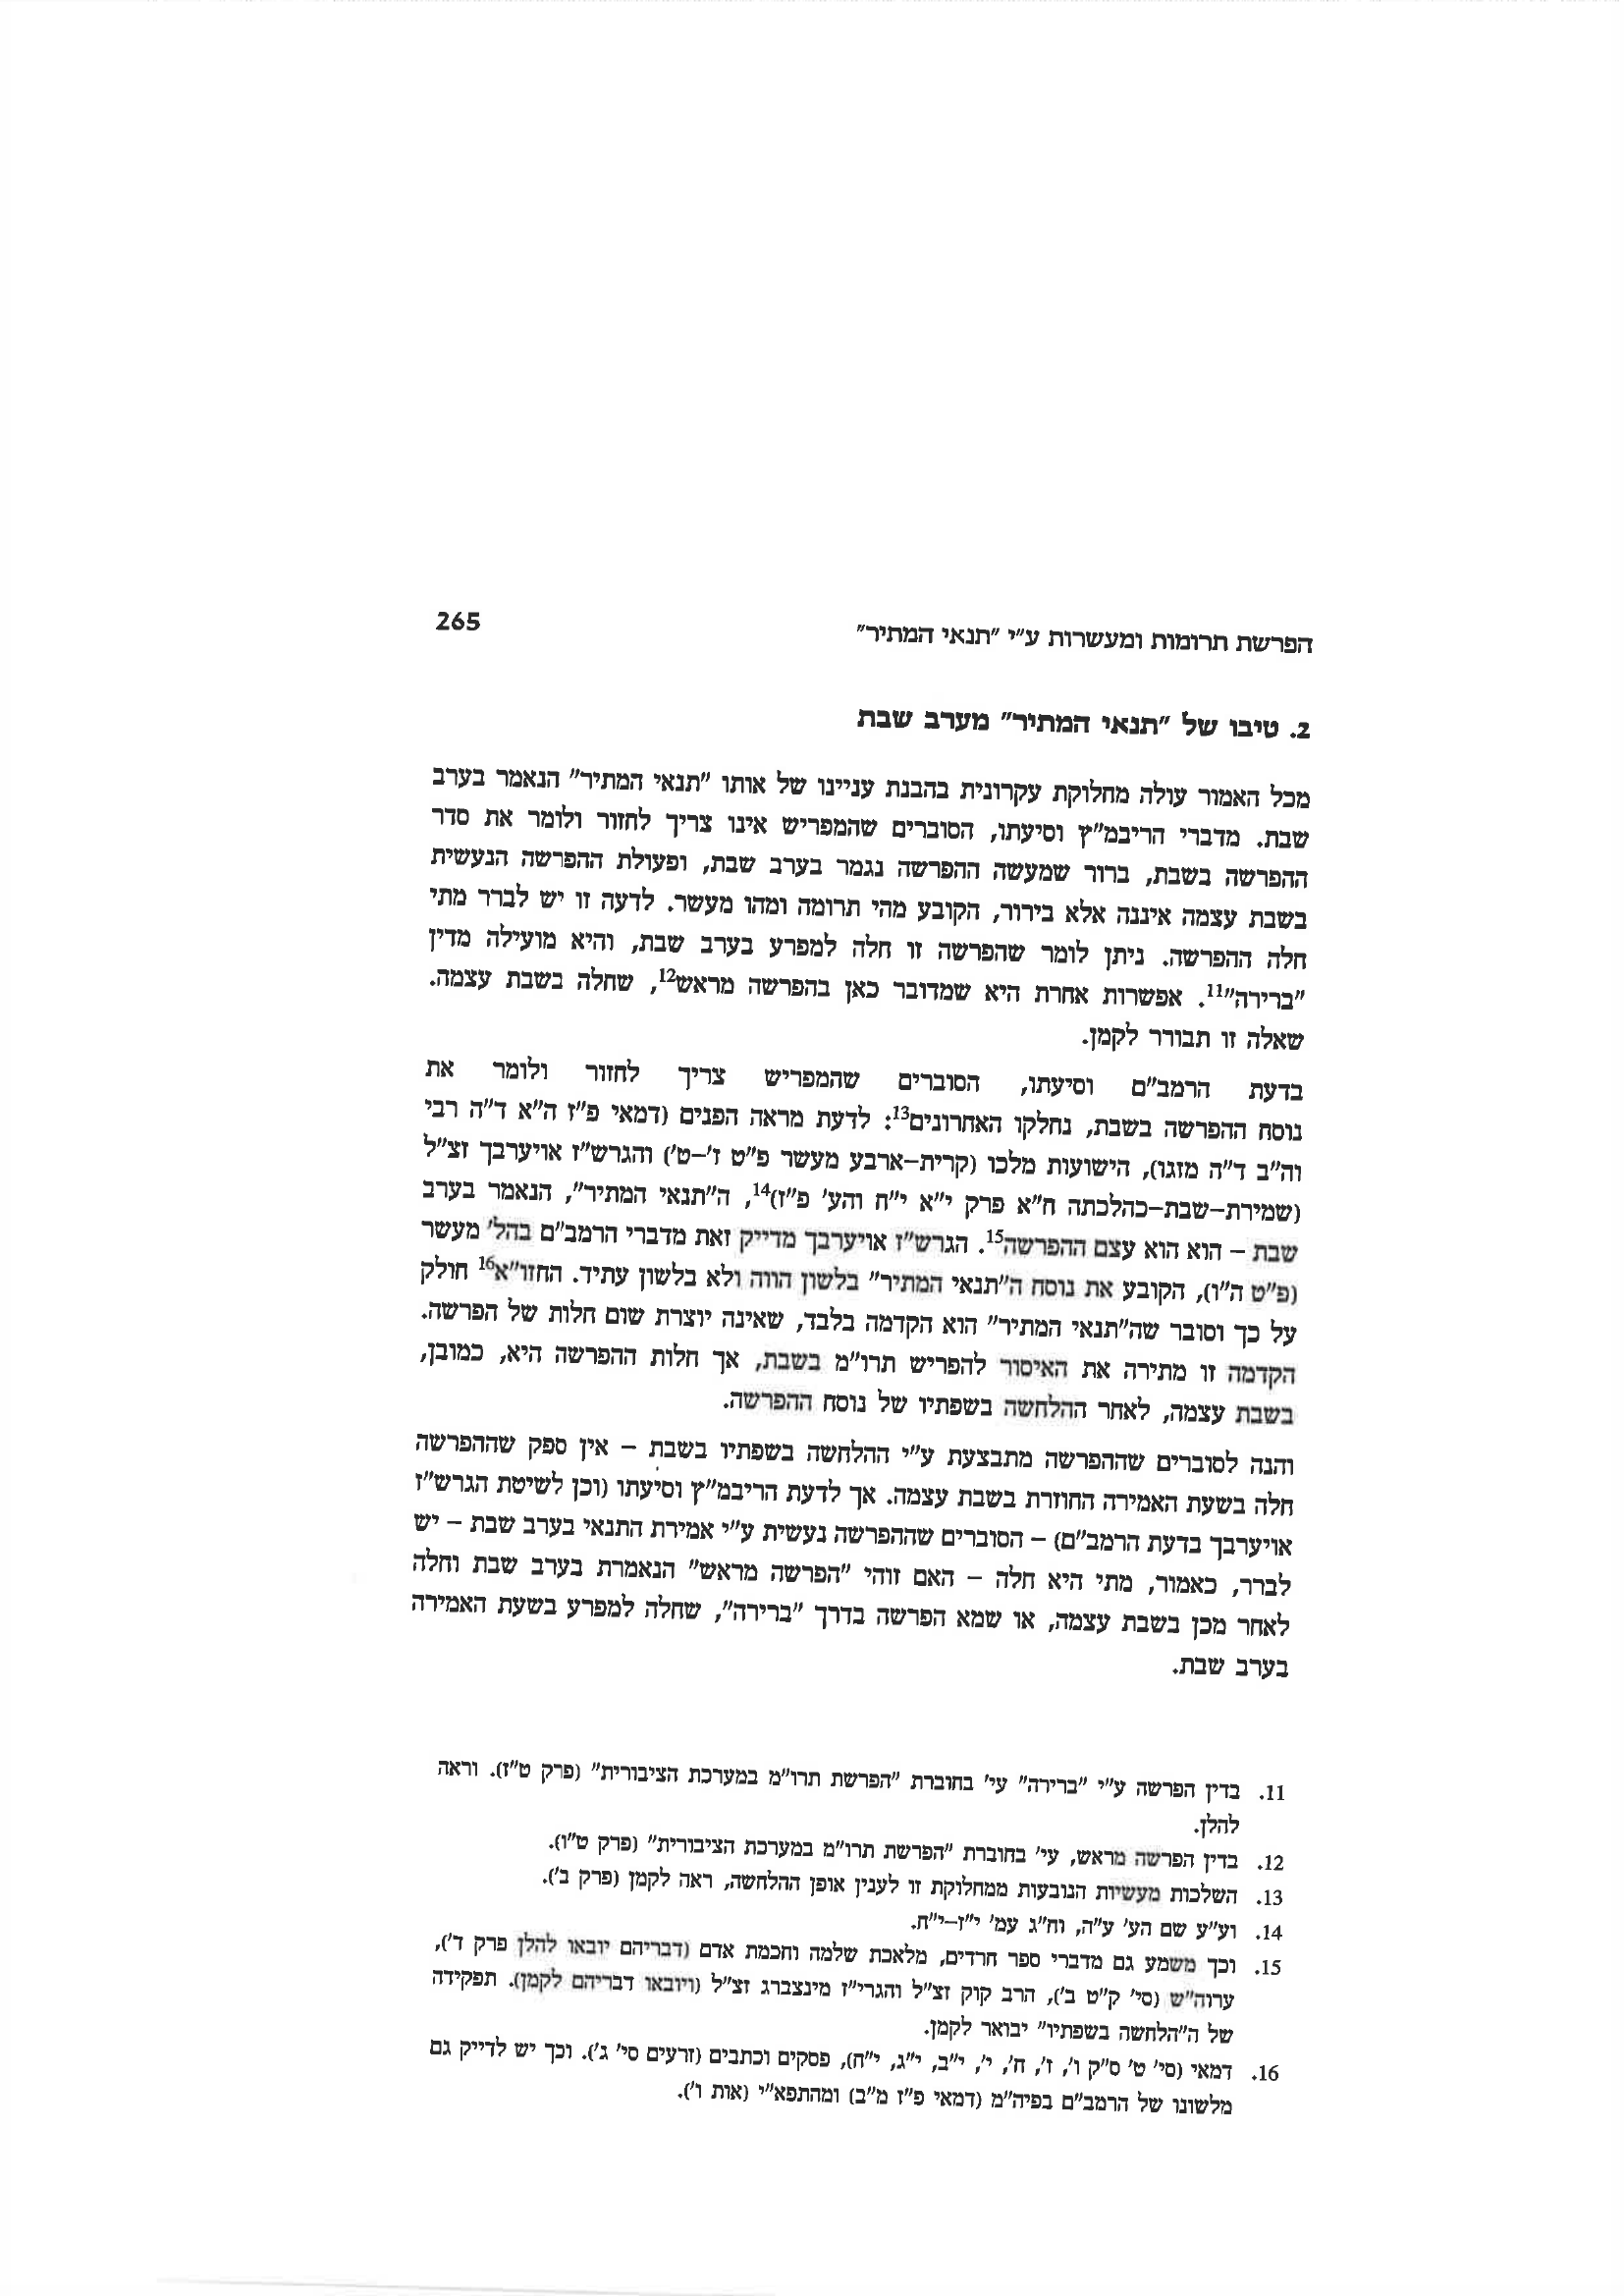 265
הפרשת תרומות ומעשרות ע"י "תנאי המתיר"
2. טיבו של "תנאי המתיר" מערב שבת
מכל האמור עולה מחלוקת עקרונית בהבנת עניינו של אותו "תנאי המתיר" הנאמר בערב
שבת. מדברי הריבמ"ץ וסיעתו, הסוברים שהמפריש אינו צריך לחזור ולומר את סדר
ההפרשה בשבת, ברור שמעשה ההפרשה נגמר בערב שבת, ופעולת ההפרשה הנעשית
בשבת עצמה איננה אלא בירור, הקובע מהי תרומה ומהו מעשר. לדעה זו יש לברר מתי
חלה ההפרשה. ניתן לומר שהפרשה זו חלה למפרע בערב שבת, והיא מועילה מדין
"ברירה"11. אפשרות אחרת היא שמדובר כאן בהפרשה מראש12, שחלה בשבת עצמה.
שאלה זו תבורר לקמן.
בדעת הרמב"ם וסיעתו, הסוברים שהמפריש צריך לחזור ולומר את
נוסח ההפרשה בשבת, נחלקו האחרונים13: לדעת מראה הפנים (דמאי פ"ז ה"א ד"ה רבי
וה"ב ד"ה מזגו), הישועות מלכו (קרית-ארבע מעשר פ"ט ז'-ט') והגרש"ז אויערבך זצ"ל
(שמירת-שבת-כהלכתה ח"א פרק י"א י"ח והע' פ"ז)14, ה"תנאי המתיר", הנאמר בערב
שבת – הוא הוא עצם ההפרשה15. הגרש"ז אויערבך מדייק זאת מדברי הרמב"ם בהל' מעשר
(פ"ט ה"ו), הקובע את נוסח ה"תנאי המתיר" בלשון הווה ולא בלשון עתיד. החזו"א16 חולק
על כך וסובר שה"תנאי המתיר" הוא הקדמה בלבד, שאינה יוצרת שום חלות של הפרשה.
הקדמה זו מתירה את האיסור להפריש תרו"מ בשבת, אך חלות ההפרשה היא, כמובן,
בשבת עצמה, לאחר ההלחשה בשפתיו של נוסח ההפרשה.
והנה לסוברים שההפרשה מתבצעת ע"י ההלחשה בשפתיו בשבת – אין ספק שההפרשה
חלה בשעת האמירה החוזרת בשבת עצמה. אך לדעת הריבמ"ץ וסיעתו (וכן לשיטת הגרש"ז
אויערבך בדעת הרמב"ם) – הסוברים שההפרשה נעשית ע"י אמירת התנאי בערב שבת – יש
לברר, כאמור, מתי היא חלה – האם זוהי "הפרשה מראש" הנאמרת בערב שבת וחלה
לאחר מכן בשבת עצמה, או שמא הפרשה בדרך "ברירה", שחלה למפרע בשעת האמירה
בערב שבת.
11. בדין הפרשה ע"י "ברירה" עי' בחוברת "הפרשת תרו"מ במערכת הציבורית" (פרק ט"ז). וראה
להלן.
12. בדין הפרשה מראש, עי' בחוברת "הפרשת תרו"מ במערכת הציבורית" (פרק ט"ו).
13. השלכות מעשיות הנובעות ממחלוקת זו לענין אופן ההלחשה, ראה לקמן (פרק ב').
14. וע"ע שם הע' ע"ה, וח"ג עמ' י"ז-י"ח.
15. וכך משמע גם מדברי ספר חרדים, מלאכת שלמה וחכמת אדם (דבריהם יובאו להלן פרק ד'),
ערוה"ש (סי' ק"ט ב'), הרב קוק זצ"ל והגרי"ז מינצברג זצ"ל (ויובאו דבריהם לקמן). תפקידה
של ה"הלחשה בשפתיו" יבואר לקמן.
16. דמאי (סי' ט' ס"ק ו', ז', ח', י', י"ב, י"ג, י"ח), פסקים וכתבים (זרעים סי' ג'). וכך יש לדייק גם
מלשונו של הרמב"ם בפיה"מ (דמאי פ"ז מ"ב) ומהתפא"י (אות ו').